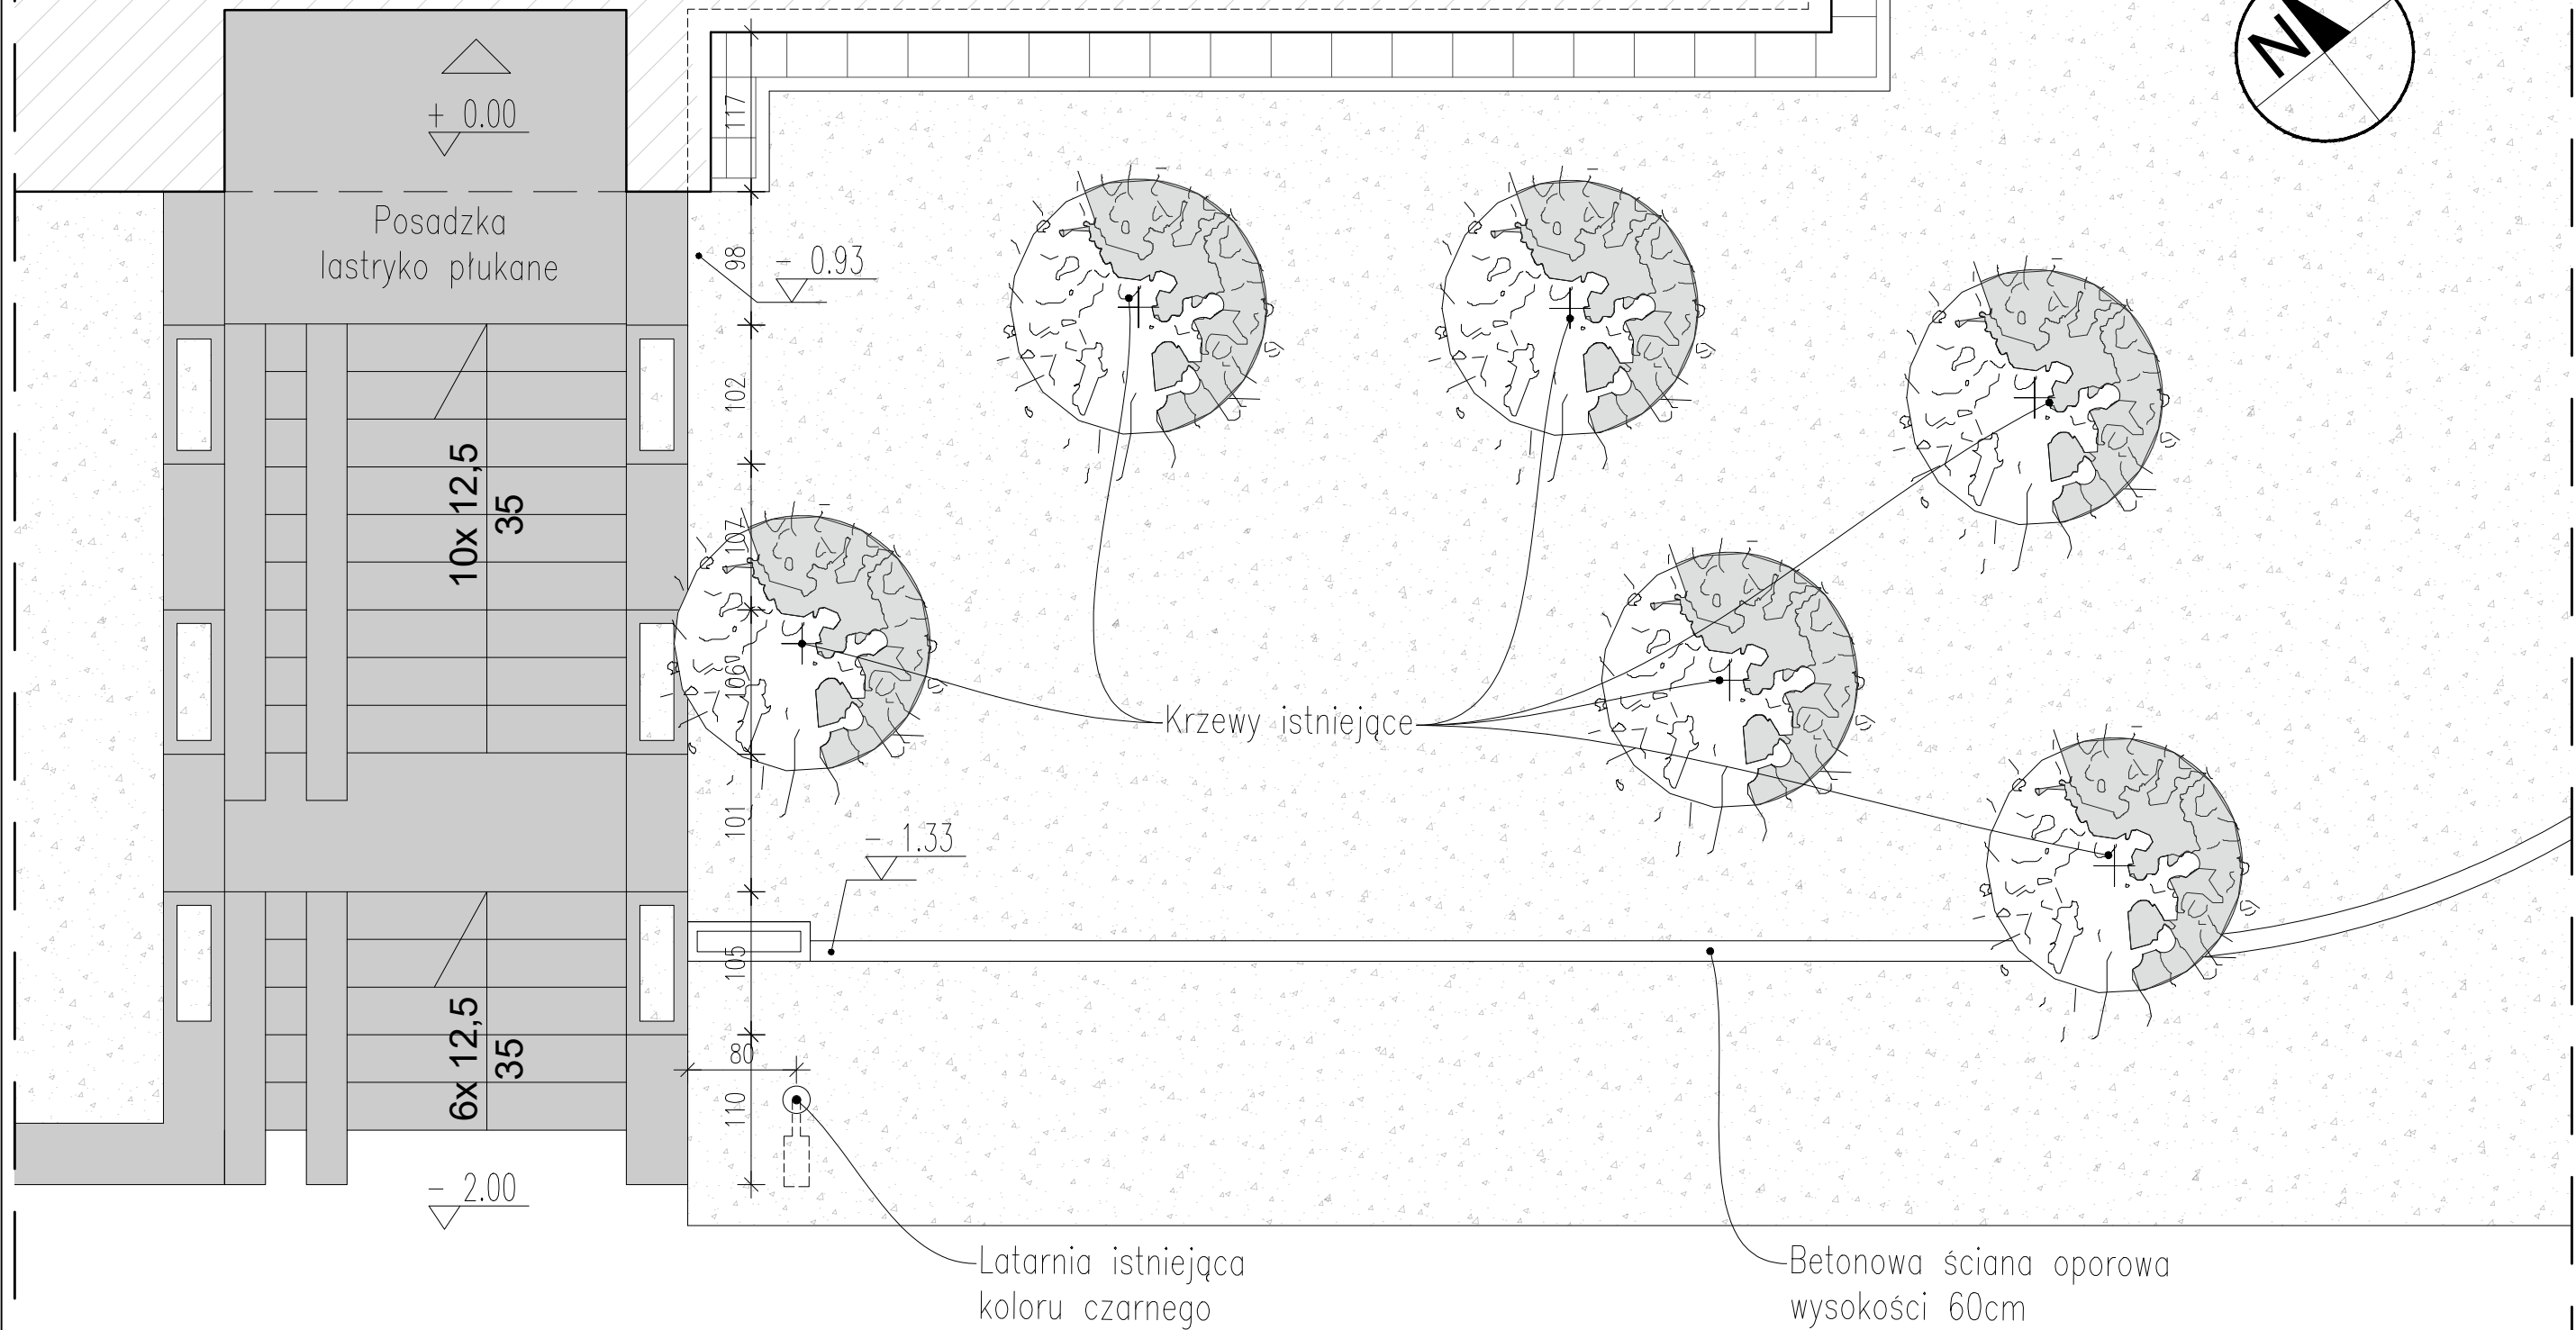 N
+ 0.00
117
Posadzka
lastryko płukane
98
- 0.93
102
10x 12,5
35
107
106
Krzewy istniejące
101
- 1.33
105
6x 12,5
35
80
110
- 2.00
Latarnia istniejąca
koloru czarnego
Betonowa ściana oporowa
wysokości 60cm